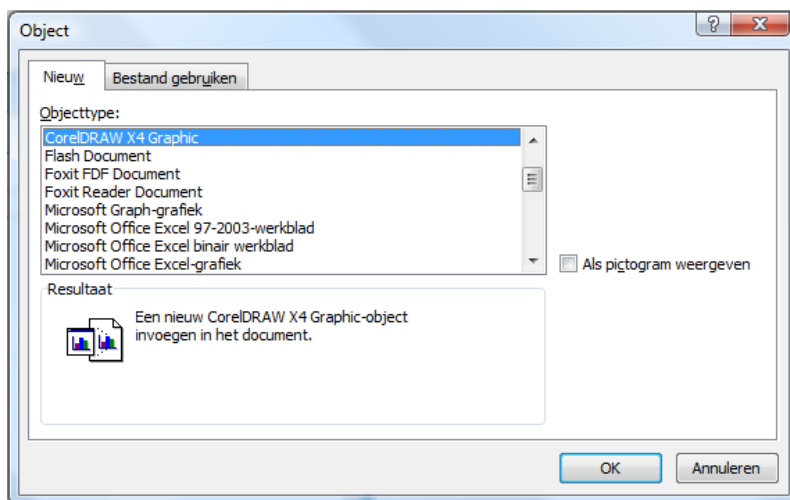 Object
Nieuw
Bestand gebruiken
Objecttype:
CorelDRAW X4 Graphic
Flash Document
Foxit FDF Document
Foxit Reader Document
Microsoft Graph-grafiek
Microsoft Office Excel 97-2003-werkblad
Microsoft Office Excel binair werkblad
Microsoft Office Excel-grafiek
Als pictogram weergeven
Resultaat
Een nieuw CorelDRAW X4 Graphic-object
invoegen in het document.
OK
Annuleren